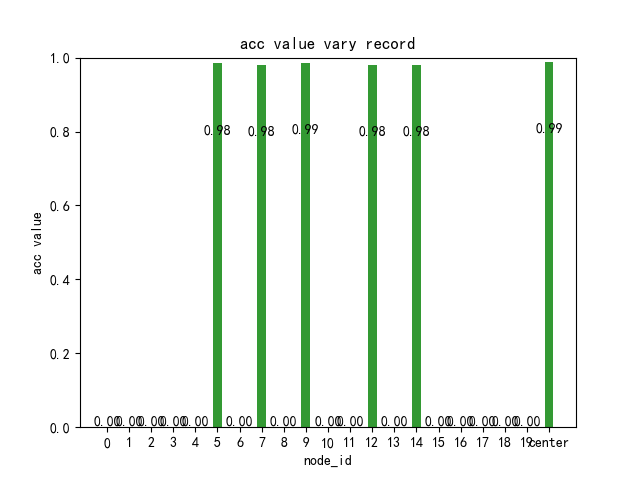 acc value vary record
1.0
0.8
0.6
0.4
0.2
0.0
acc value
0.98 0.98 0.99 0.98 0.98 0.99
0.00 0.00 0.00 0.00 0.00 0.00 0.00 0.00 0.00 0.00 0.00 0.00 0.00 0.00 0.00
0 1 2 3 4 5 6 7 8 9 10 11 12 13 14 15 16 17 18 19 center
node_id